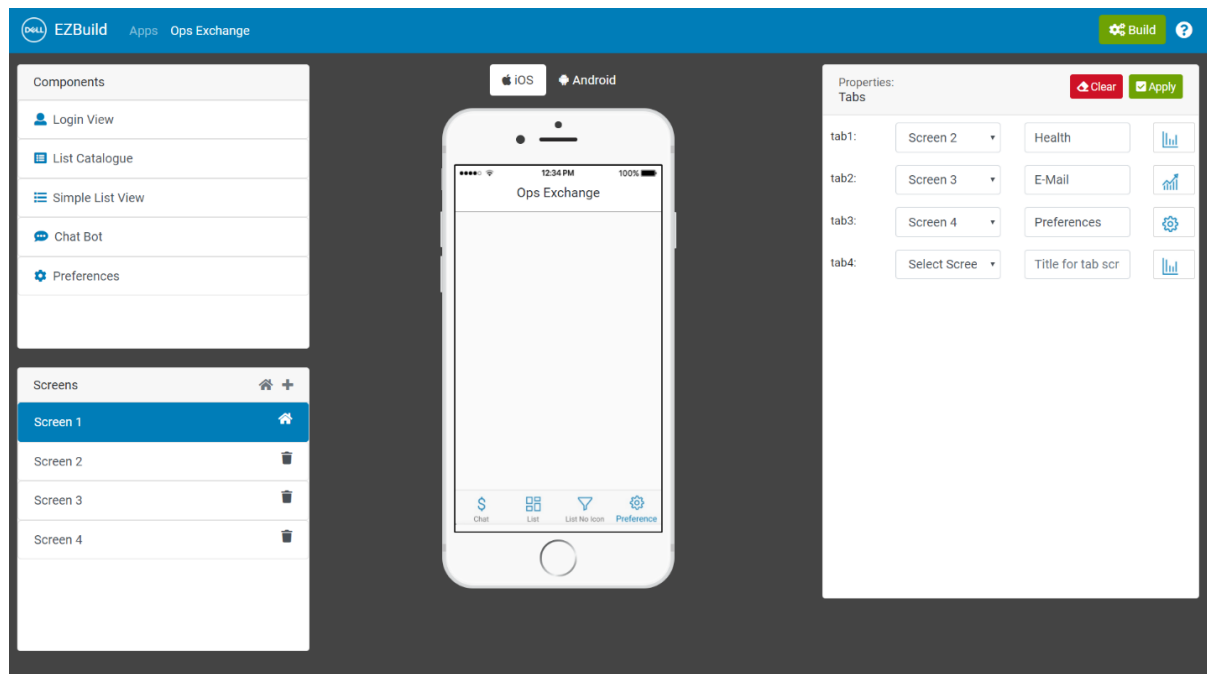 DELL EZBuild Apps Ops Exchange Build ?
Components
Login View
List Catalogue
Simple List View
Chat Bot
Preferences
Screens
Screen 1
Screen 2
Screen 3
Screen 4
iOS Android
12:34 PM 100%
Ops Exchange
Chat List List No Icon Preference
Properties:
Tabs
Clear Apply
tab1: Screen 2 Health
tab2: Screen 3 E-Mail
tab3: Screen 4 Preferences
tab4: Select Scree Title for tab scr